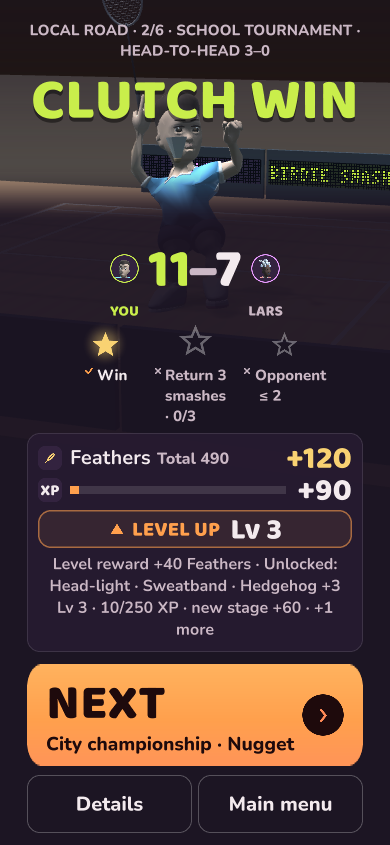 LOCAL ROAD · 2/6 · SCHOOL TOURNAMENT ·
HEAD-TO-HEAD 3–0
CLUTCH WIN
BIRDIE SMASH
11–7
YOU
LARS
Win
Return 3
smashes
· 0/3
Opponent
≤ 2
Feathers Total 490 +120
XP +90
LEVEL UP Lv 3
Level reward +40 Feathers · Unlocked:
Head-light · Sweatband · Hedgehog +3
Lv 3 · 10/250 XP · new stage +60 · +1
more
NEXT
City championship · Nugget
Details
Main menu